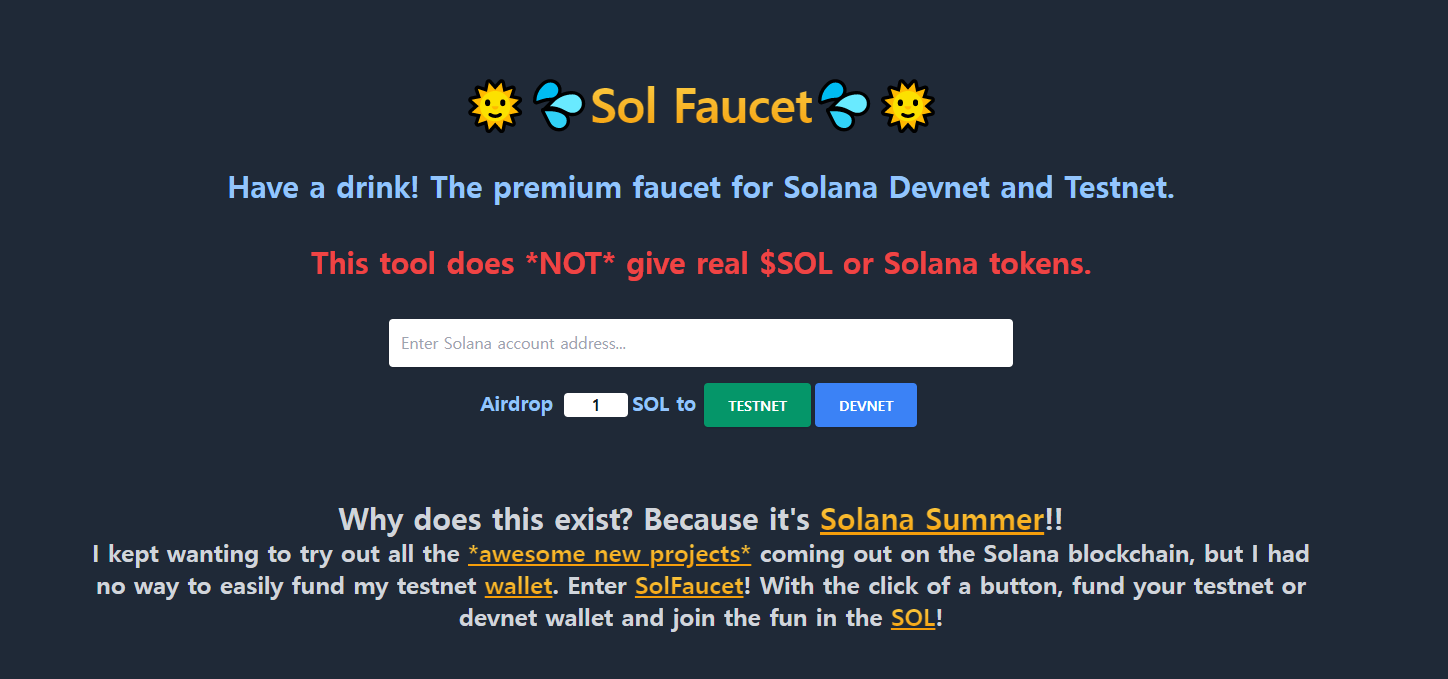 Sol Faucet
Have a drink! The premium faucet for Solana Devnet and Testnet.
This tool does *NOT* give real $SOL or Solana tokens.
Enter Solana account address...
Airdrop 1 SOL to TESTNET DEVNET
Why does this exist? Because it's Solana Summer!!
I kept wanting to try out all the *awesome new projects* coming out on the Solana blockchain, but I had
no way to easily fund my testnet wallet. Enter SolFaucet! With the click of a button, fund your testnet or
devnet wallet and join the fun in the SOL!